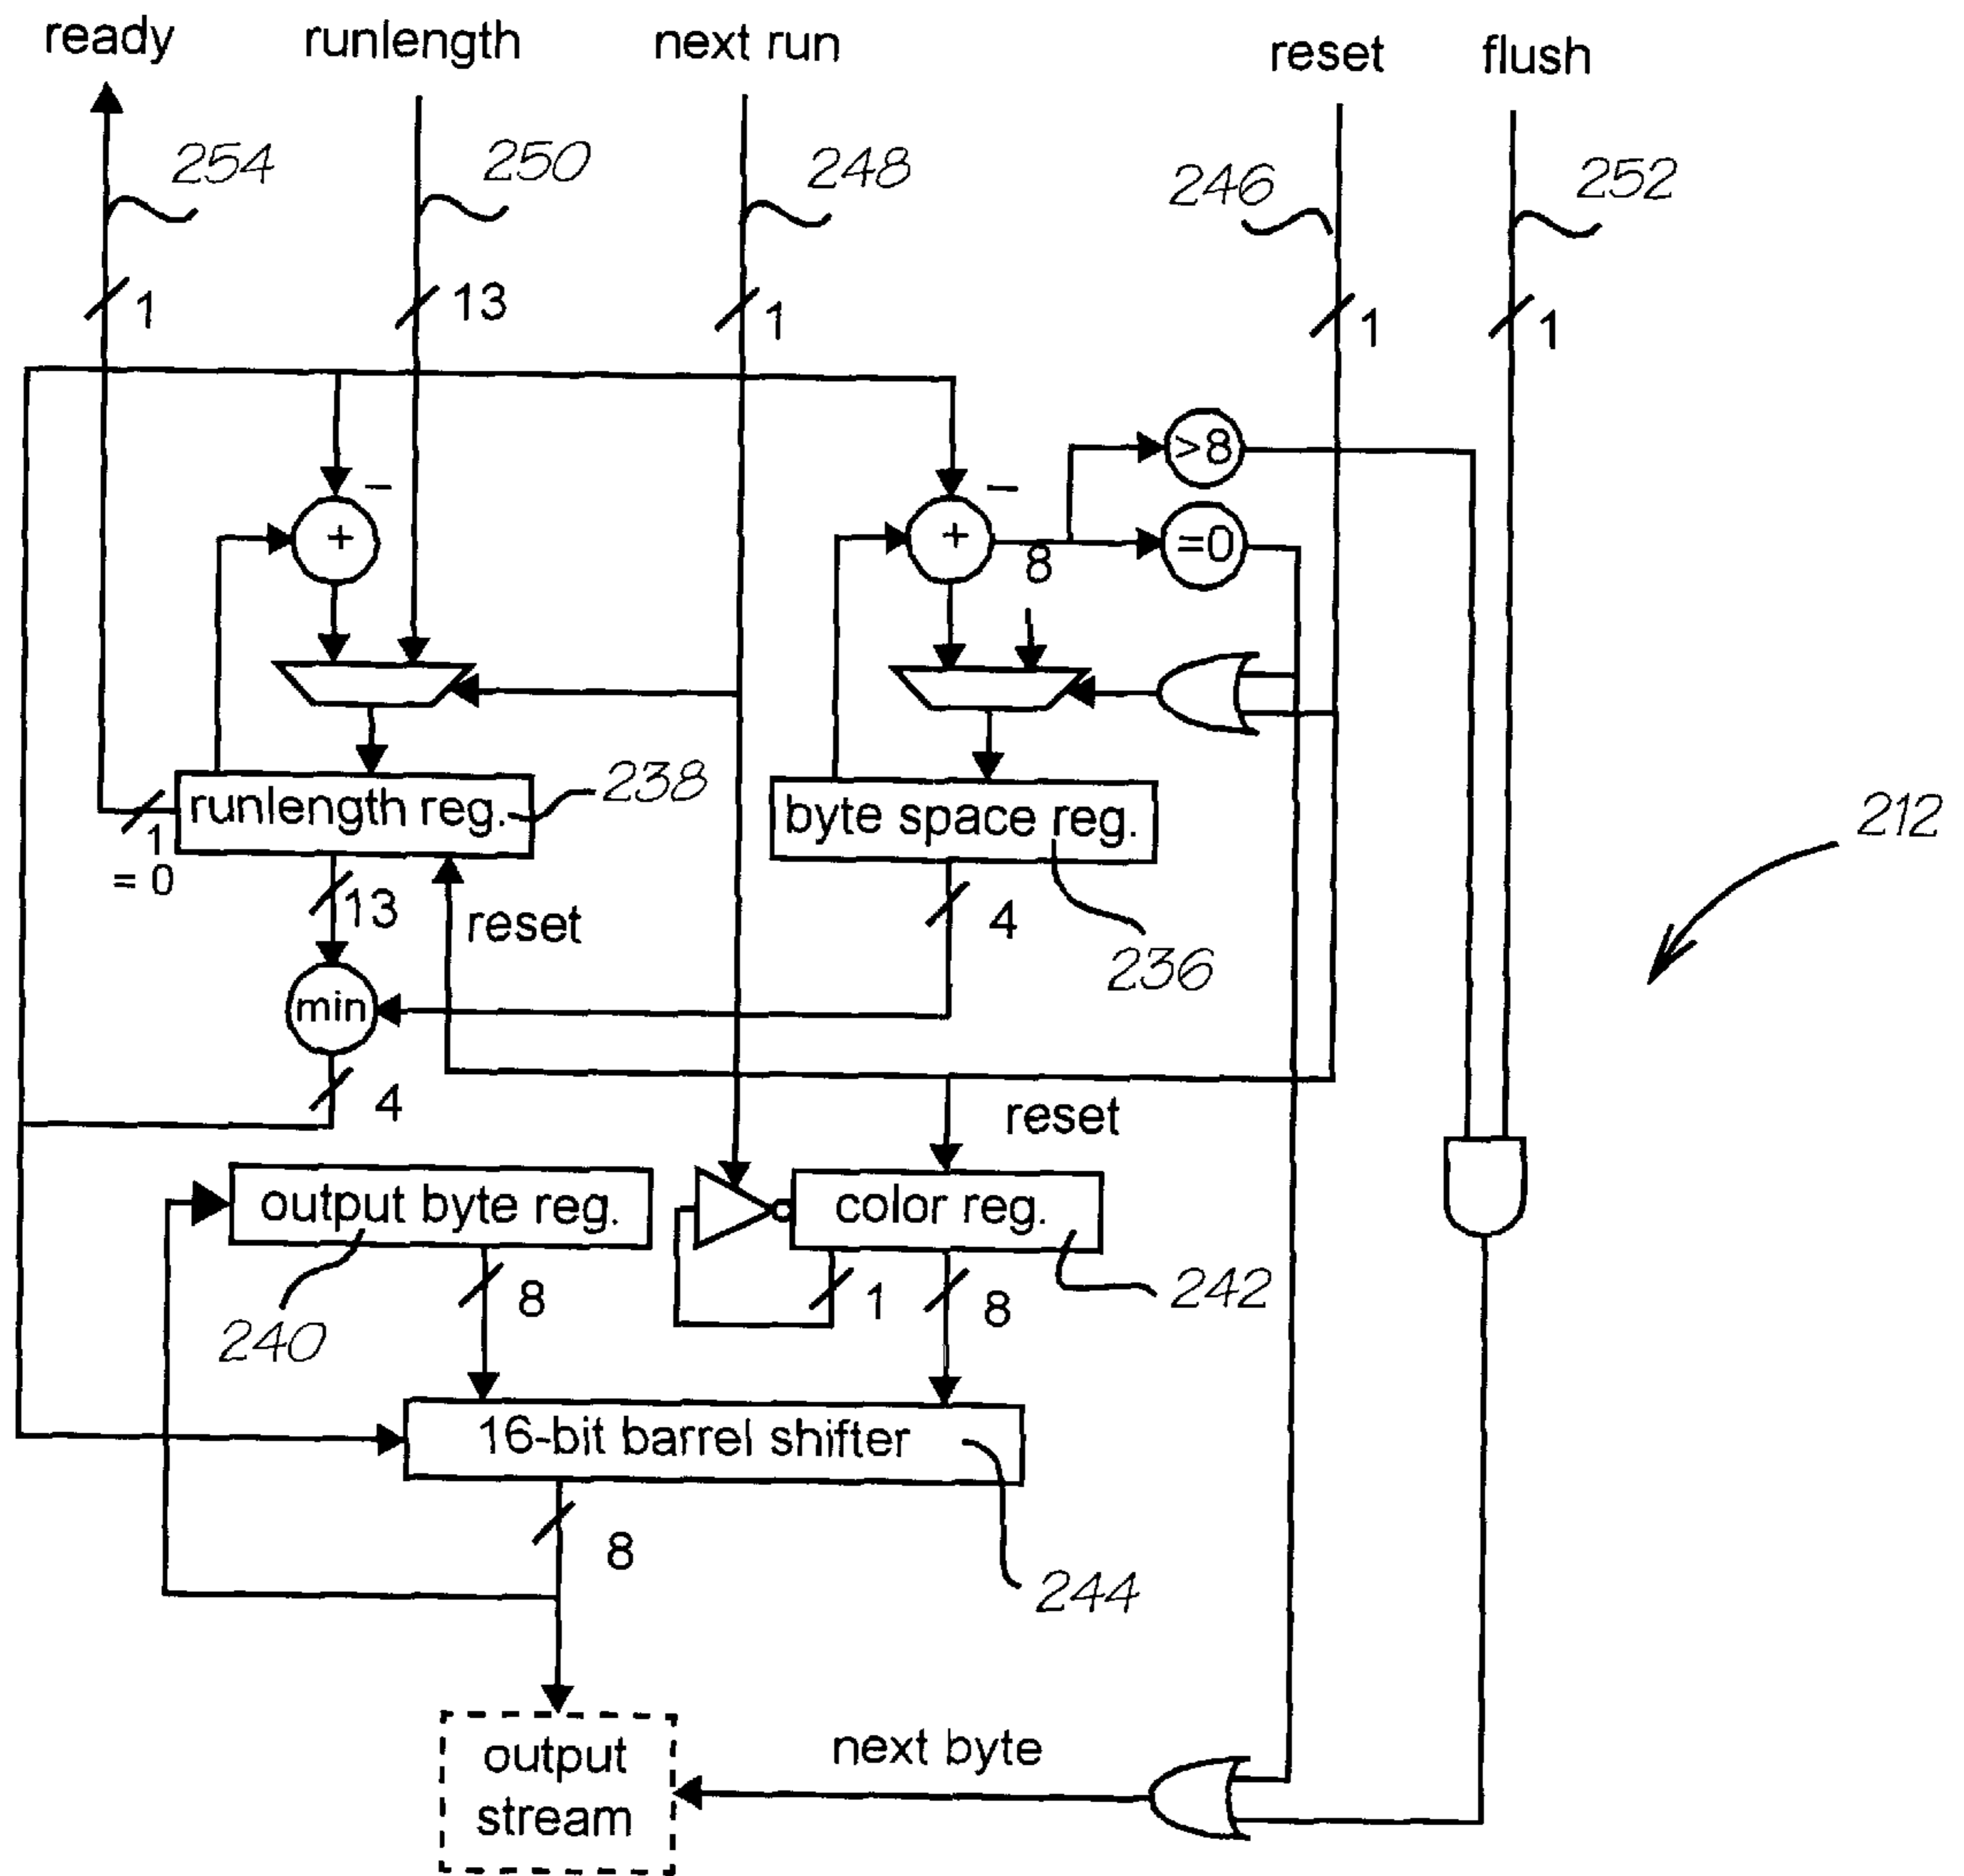 ready
runlength
next run
reset
flush
254
250
248
246
252
1
13
1
1
1
>8
–
–
+
+
8
=0
runlength reg.
238
byte space reg.
212
1
= 0
13
reset
4
236
min
4
reset
output byte reg.
color reg.
8
1
8
242
240
16-bit barrel shifter
8
244
next byte
output
stream